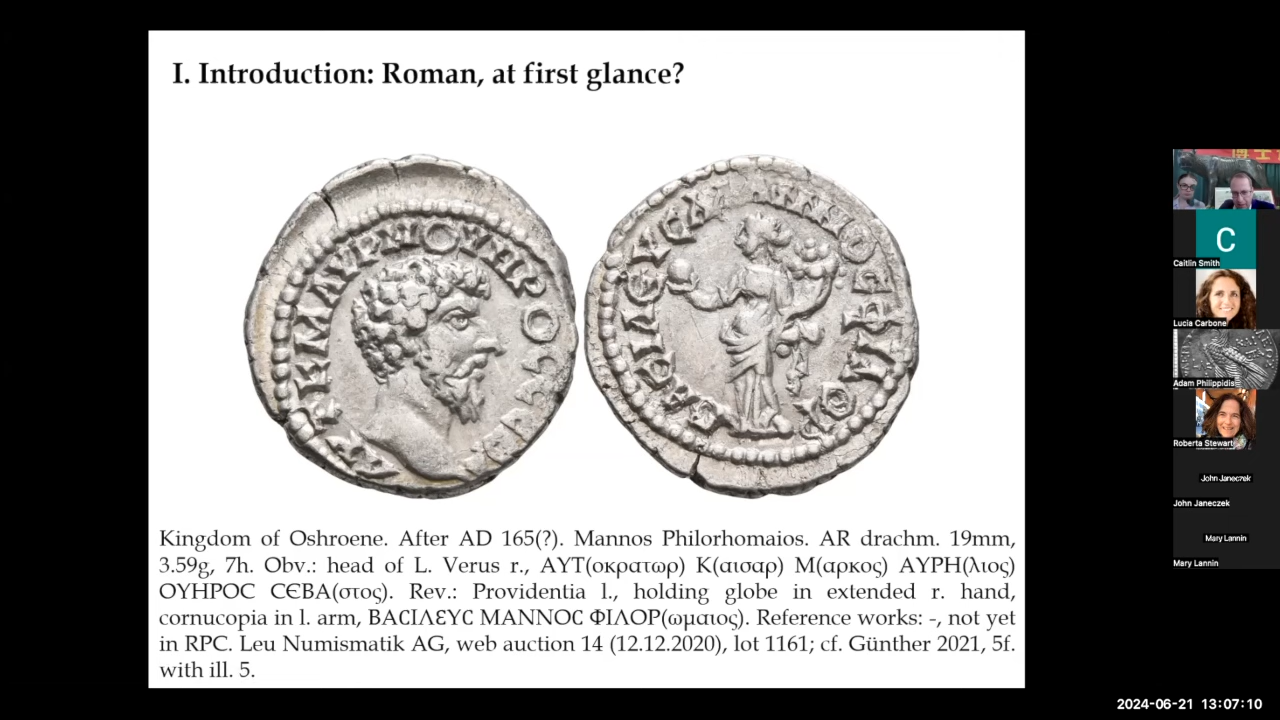 I. Introduction: Roman, at first glance?
Kingdom of Oshroene. After AD 165(?). Mannos Philorhomaios. AR drachm. 19mm,
3.59g, 7h. Obv.: head of L. Verus r., ΑΥΤ(οκρατωρ) Κ(αισαρ) Μ(αρκος) ΑΥΡΗ(λιος)
ΟΥΗΡΟϹ ϹЄΒΑ(στος). Rev.: Providentia l., holding globe in extended r. hand,
cornucopia in l. arm, ΒΑϹΙΛΕΥϹ ΜΑΝΝΟϹ ΦΙΛΟΡ(ωμαιος). Reference works: -, not yet
in RPC. Leu Numismatik AG, web auction 14 (12.12.2020), lot 1161; cf. Günther 2021, 5f.
with ill. 5.
C
Caitlin Smith
Lucia Carbone
Adam Philippidis
Roberta Stewart
John Janeczek
John Janeczek
Mary Lannin
Mary Lannin
2024-06-21 13:07:10